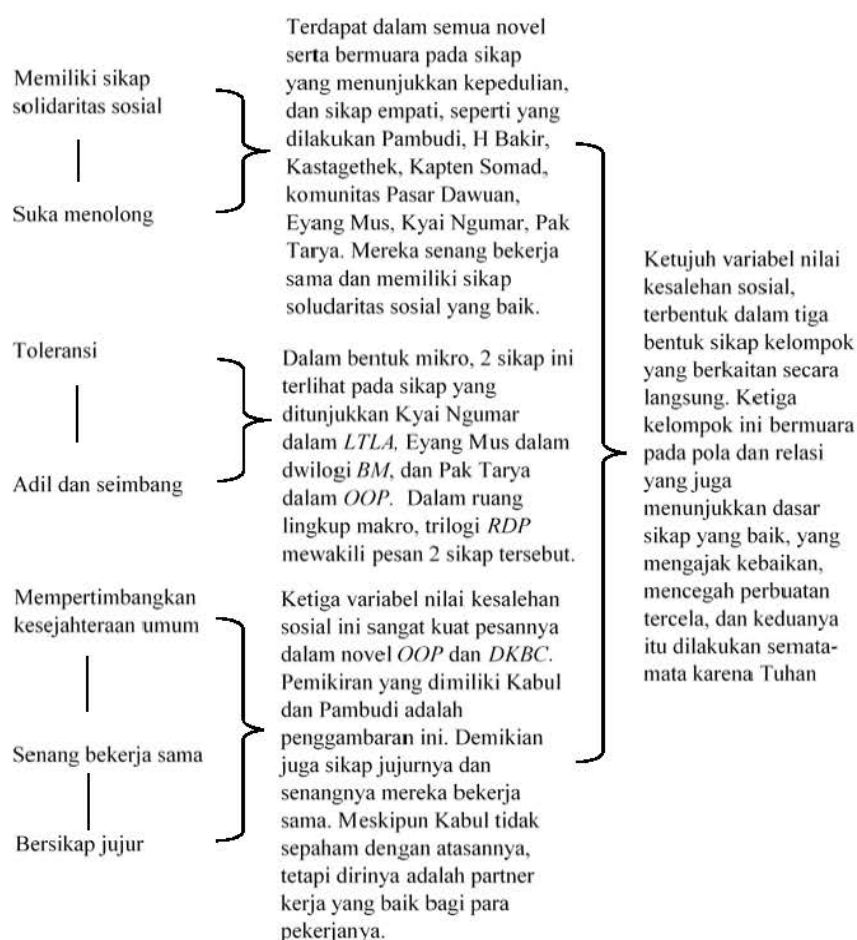 Memiliki sikap
solidaritas sosial
Suka menolong
Terdapat dalam semua novel
serta bermuara pada sikap
yang menunjukkan kepedulian,
dan sikap empati, seperti yang
dilakukan Pambudi, H Bakir,
Kastagethek, Kapten Somad,
komunitas Pasar Dawuan,
Eyang Mus, Kyai Ngumar, Pak
Tarya. Mereka senang bekerja
sama dan memiliki sikap
soludaritas sosial yang baik.
Toleransi
Adil dan seimbang
Dalam bentuk mikro, 2 sikap ini
terlihat pada sikap yang
ditunjukkan Kyai Ngumar
dalam LTLA, Eyang Mus dalam
dwilogi BM, dan Pak Tarya
dalam OOP. Dalam ruang
lingkup makro, trilogi RDP
mewakili pesan 2 sikap tersebut.
Mempertimbangkan
kesejahteraan umum
Senang bekerja sama
Bersikap jujur
Ketiga variabel nilai kesalehan
sosial ini sangat kuat pesannya
dalam novel OOP dan DKBC.
Pemikiran yang dimiliki Kabul
dan Pambudi adalah
penggambaran ini. Demikian
juga sikap jujurnya dan
senangnya mereka bekerja
sama. Meskipun Kabul tidak
sepaham dengan atasannya,
tetapi dirinya adalah partner
kerja yang baik bagi para
pekerjanya.
Ketujuh variabel nilai
kesalehan sosial,
terbentuk dalam tiga
bentuk sikap kelompok
yang berkaitan secara
langsung. Ketiga
kelompok ini bermuara
pada pola dan relasi
yang juga
menunjukkan dasar
sikap yang baik, yang
mengajak kebaikan,
mencegah perbuatan
tercela, dan keduanya
itu dilakukan semata-
mata karena Tuhan